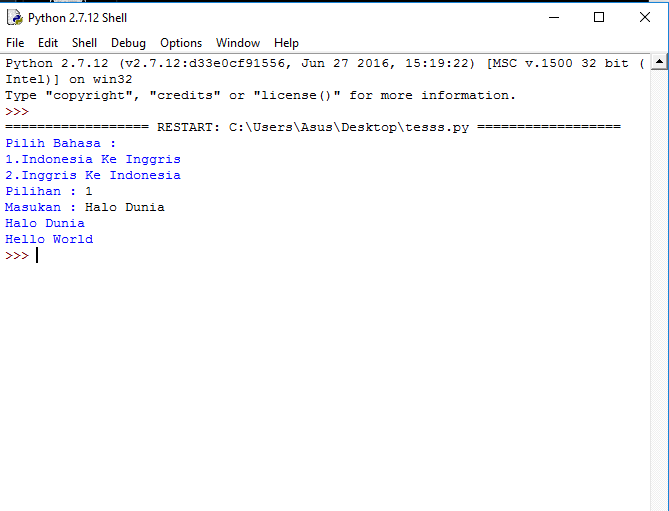 Python 2.7.12 Shell
File Edit Shell Debug Options Window Help
Python 2.7.12 (v2.7.12:d33e0cf91556, Jun 27 2016, 15:19:22) [MSC v.1500 32 bit (
Intel)] on win32
Type "copyright", "credits" or "license()" for more information.
>>>
================== RESTART: C:\Users\Asus\Desktop\tesss.py ==================
Pilih Bahasa :
1.Indonesia Ke Inggris
2.Inggris Ke Indonesia
Pilihan : 1
Masukan : Halo Dunia
Halo Dunia
Hello World
>>>